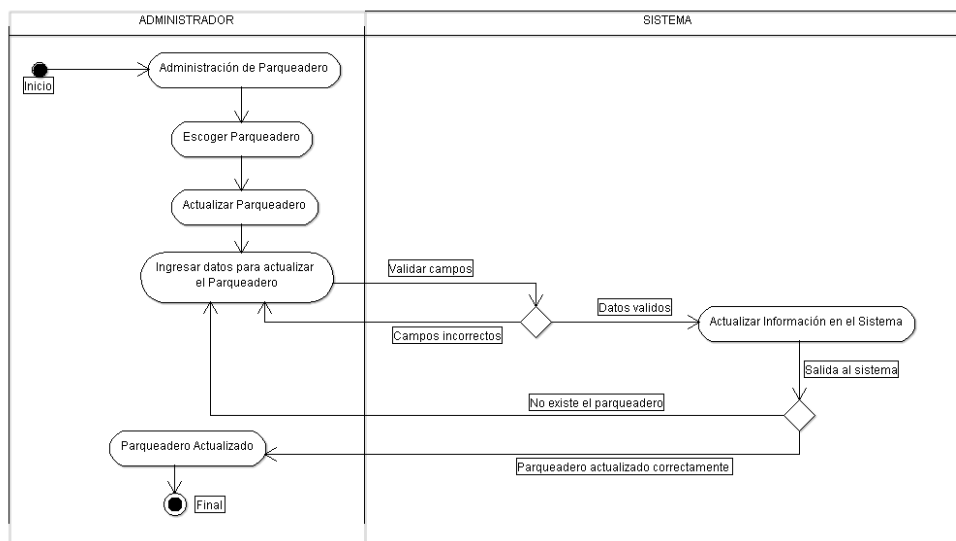 ADMINISTRADOR
SISTEMA
Administración de Parqueadero
Inicio
Escoger Parqueadero
Actualizar Parqueadero
Ingresar datos para actualizar
el Parqueadero
Validar campos
Campos incorrectos
Datos validos
Actualizar Información en el Sistema
Salida al sistema
No existe el parqueadero
Parqueadero Actualizado
Parqueadero actualizado correctamente
Final